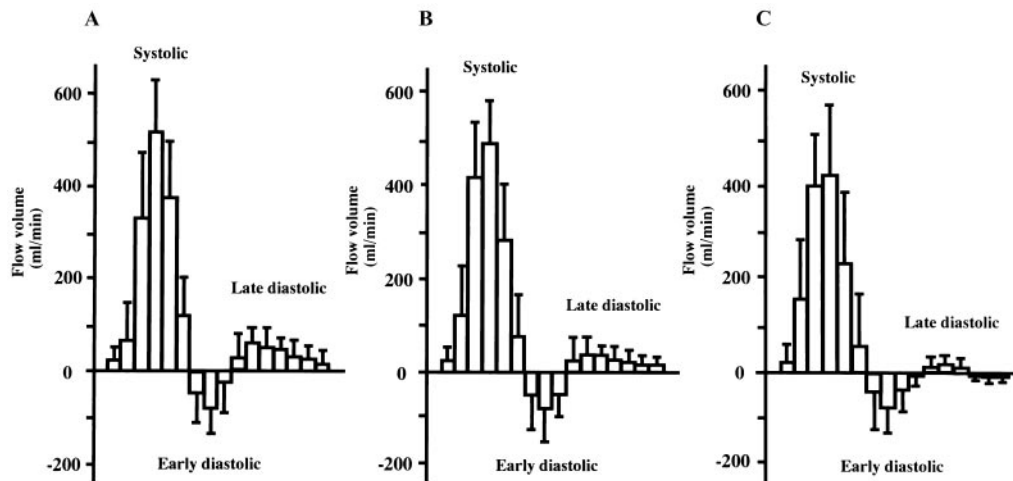 A
Systolic
600
400
200
0
-200
Flow volume
(ml/min)
Late diastolic
Early diastolic
B
Systolic
600
400
200
0
-200
Flow volume
(ml/min)
Late diastolic
Early diastolic
C
Systolic
600
400
200
0
-200
Flow volume
(ml/min)
Late diastolic
Early diastolic